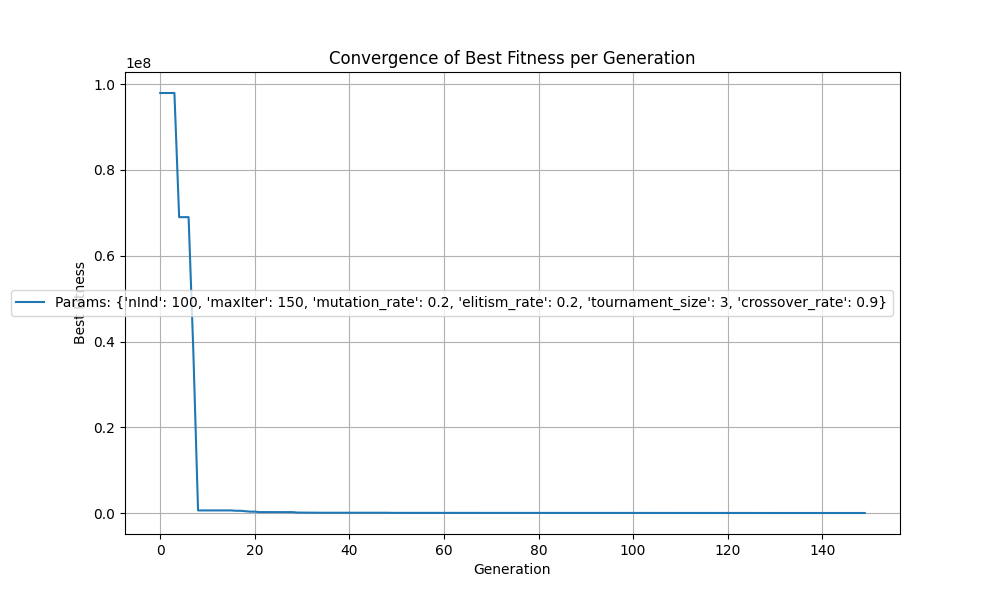 Convergence of Best Fitness per Generation
1e8
1.0
0.8
0.6
0.4
0.2
0.0
Best
ness
Params: {'nInd': 100, 'maxIter': 150, 'mutation_rate': 0.2, 'elitism_rate': 0.2, 'tournament_size': 3, 'crossover_rate': 0.9}
0 20 40 60 80 100 120 140
Generation